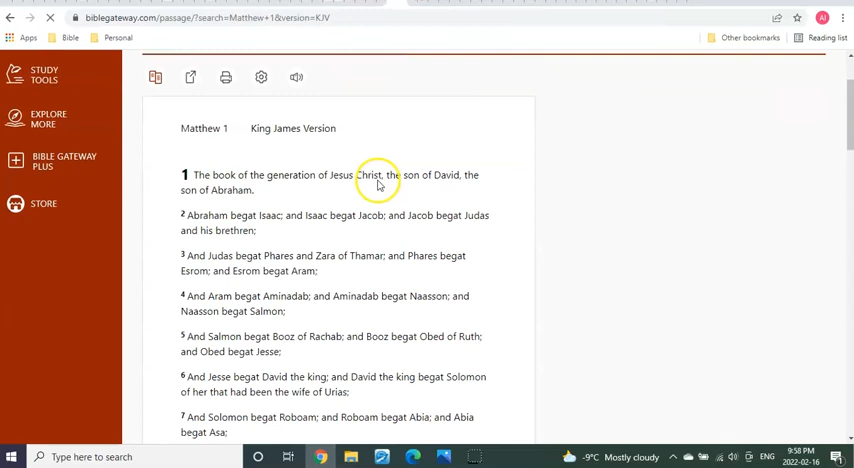 biblegateway.com/passage/?search=Matthew+1&version=KJV
AI
Apps
Bible
Personal
Other bookmarks
Reading list
STUDY
TOOLS
EXPLORE
MORE
BIBLE GATEWAY
PLUS
STORE
Matthew 1 King James Version
1 The book of the generation of Jesus Christ, the son of David, the
son of Abraham.
2 Abraham begat Isaac; and Isaac begat Jacob; and Jacob begat Judas
and his brethren;
3 And Judas begat Phares and Zara of Thamar; and Phares begat
Esrom; and Esrom begat Aram;
4 And Aram begat Aminadab; and Aminadab begat Naasson; and
Naasson begat Salmon;
5 And Salmon begat Booz of Rachab; and Booz begat Obed of Ruth;
and Obed begat Jesse;
6 And Jesse begat David the king; and David the king begat Solomon
of her that had been the wife of Urias;
7 And Solomon begat Roboam; and Roboam begat Abia; and Abia
begat Asa;
Type here to search
-9°C Mostly cloudy
ENG
9:58 PM
2022-02-16